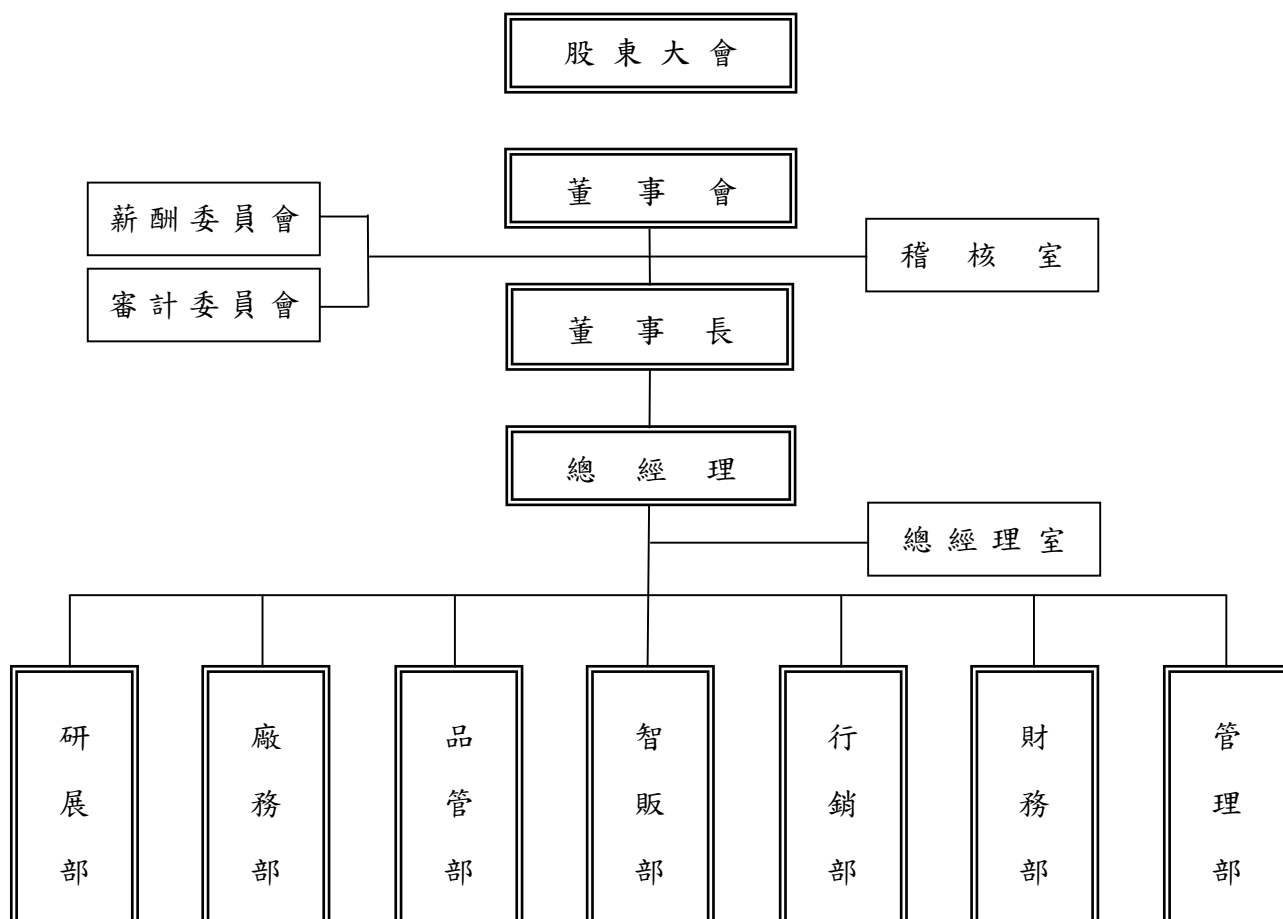 股東大會
董事會
薪酬委員會
稽核室
審計委員會
董事長
總經理
總經理室
研展部
廠務部
品管部
智販部
行銷部
財務部
管理部